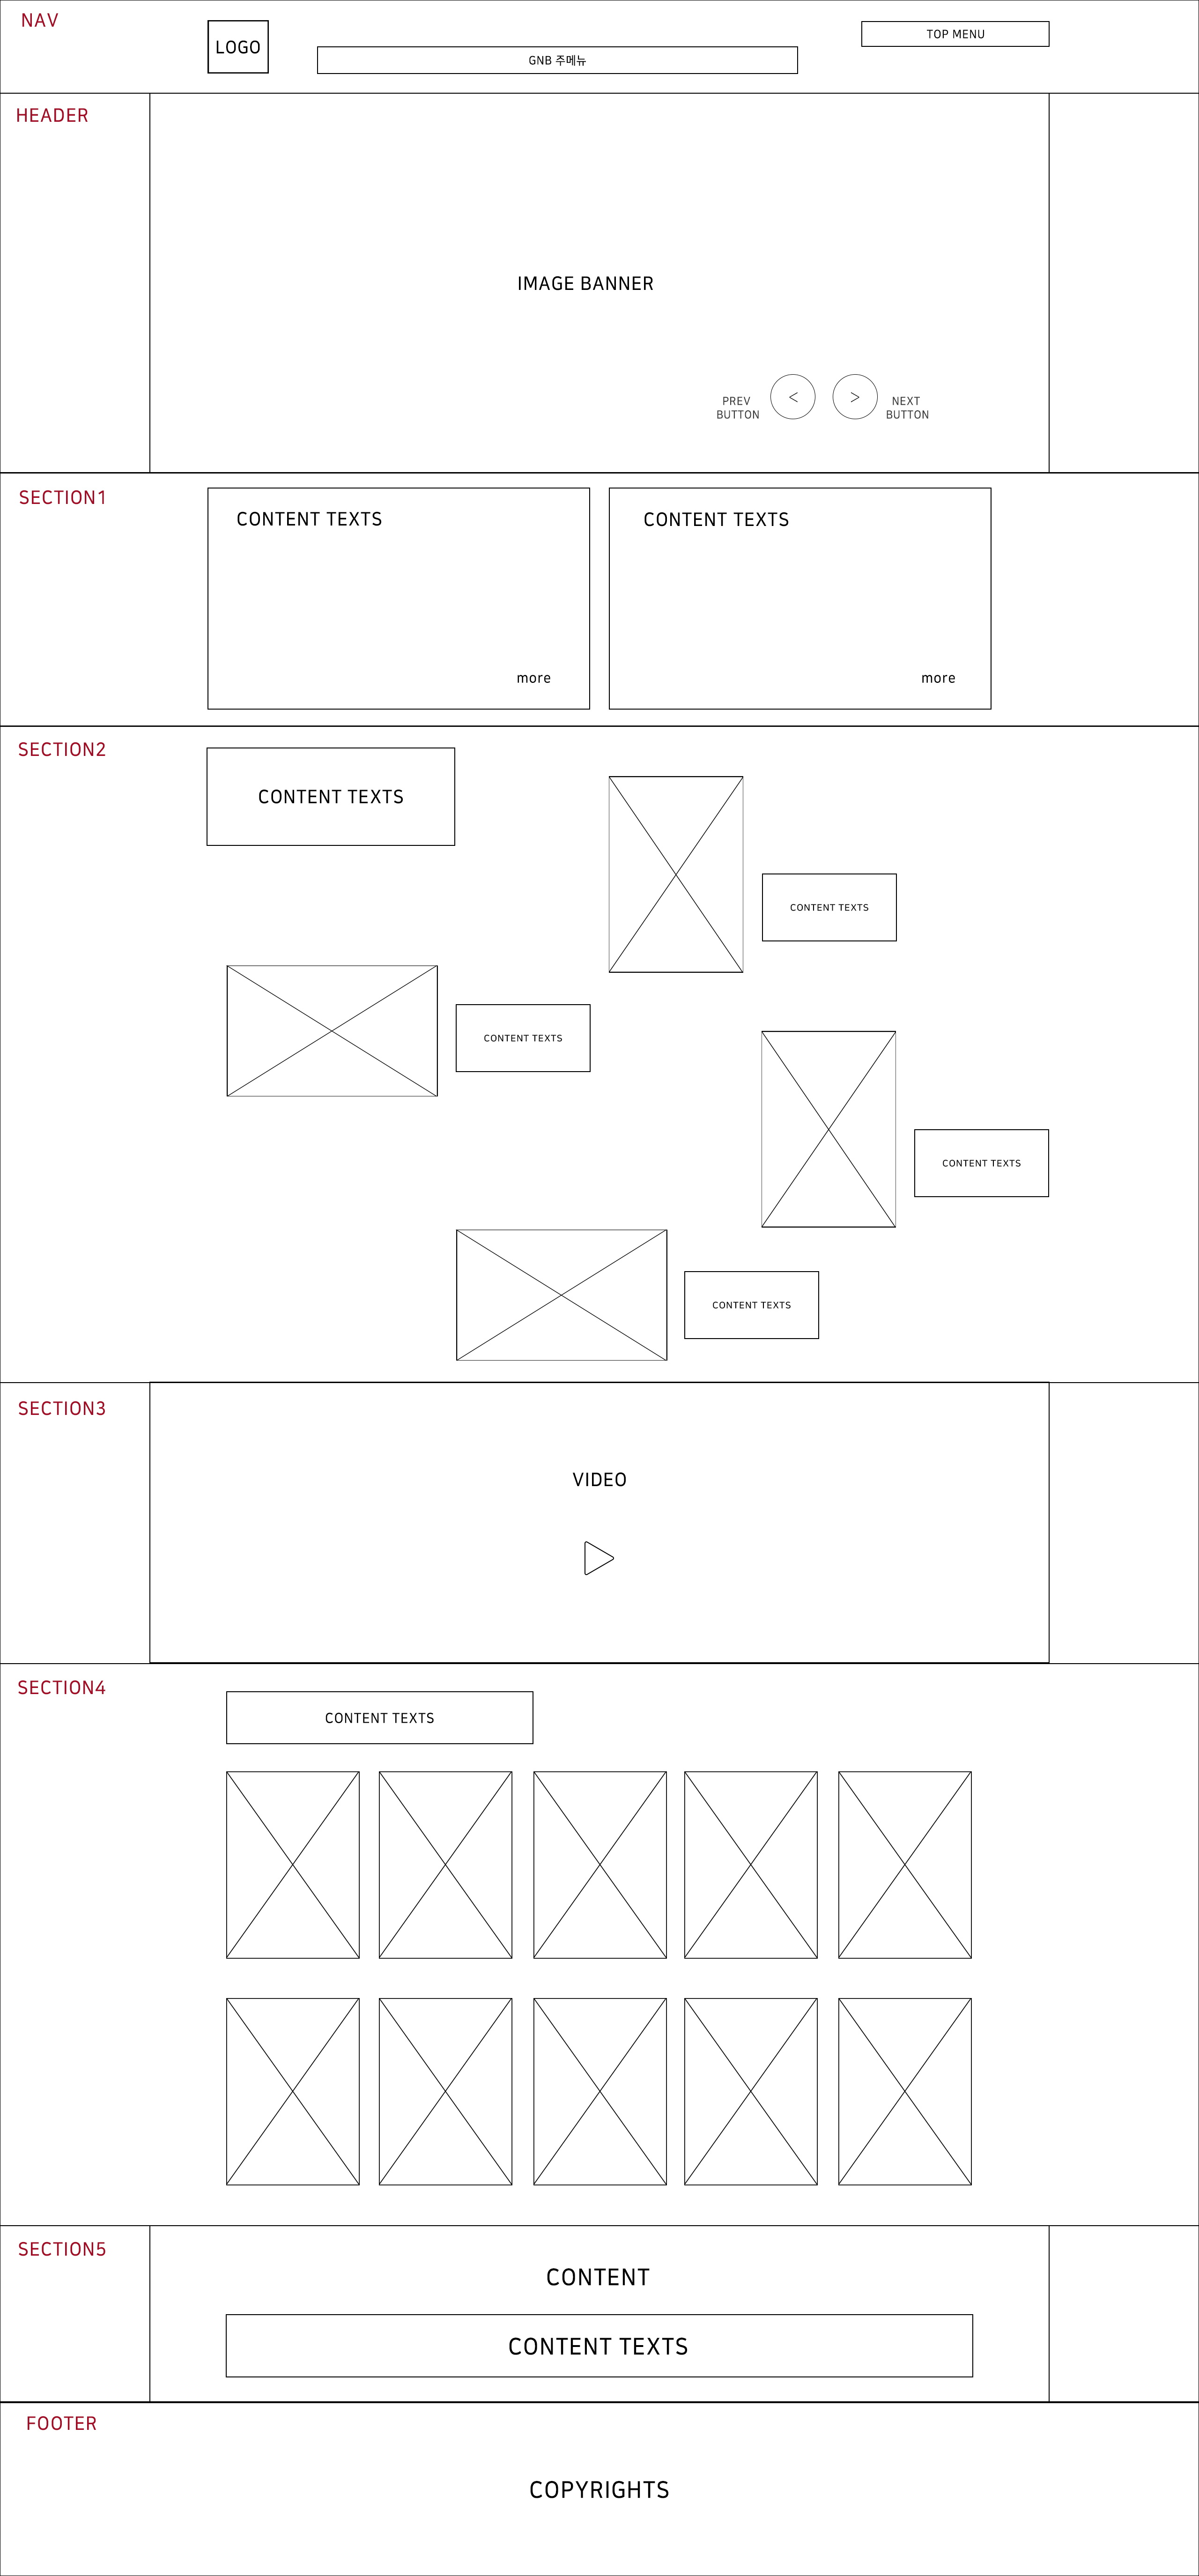 NAV
LOGO
GNB 주메뉴
TOP MENU
HEADER
IMAGE BANNER
PREV
BUTTON
<
>
NEXT
BUTTON
SECTION1
CONTENT TEXTS
more
CONTENT TEXTS
more
SECTION2
CONTENT TEXTS
CONTENT TEXTS
CONTENT TEXTS
CONTENT TEXTS
CONTENT TEXTS
SECTION3
VIDEO
SECTION4
CONTENT TEXTS
SECTION5
CONTENT
CONTENT TEXTS
FOOTER
COPYRIGHTS